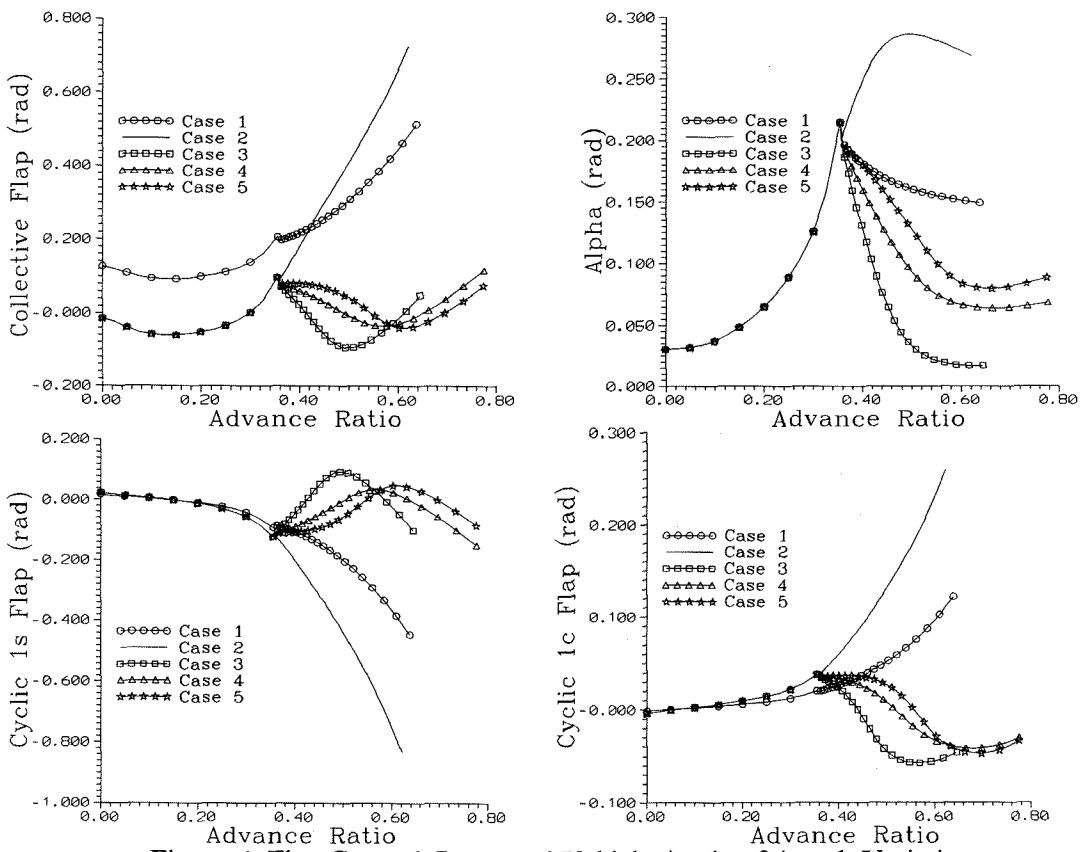 0.800
0.600
0.400
0.200
-0.000
-0.200
Collective Flap (rad)
Case 1
Case 2
Case 3
Case 4
Case 5
0.00 0.20 0.40 0.60 0.80
Advance Ratio
0.300
0.250
0.200
0.150
0.100
0.050
0.000
Alpha (rad)
Case 1
Case 2
Case 3
Case 4
Case 5
0.00 0.20 0.40 0.60 0.80
Advance Ratio
0.200
0.000
-0.200
-0.400
-0.600
-0.800
-1.000
Cyclic 1s Flap (rad)
Case 1
Case 2
Case 3
Case 4
Case 5
0.00 0.20 0.40 0.60 0.80
Advance Ratio
0.300
0.200
0.100
-0.000
-0.100
Cyclic 1c Flap (rad)
Case 1
Case 2
Case 3
Case 4
Case 5
0.00 0.20 0.40 0.60 0.80
Advance Ratio